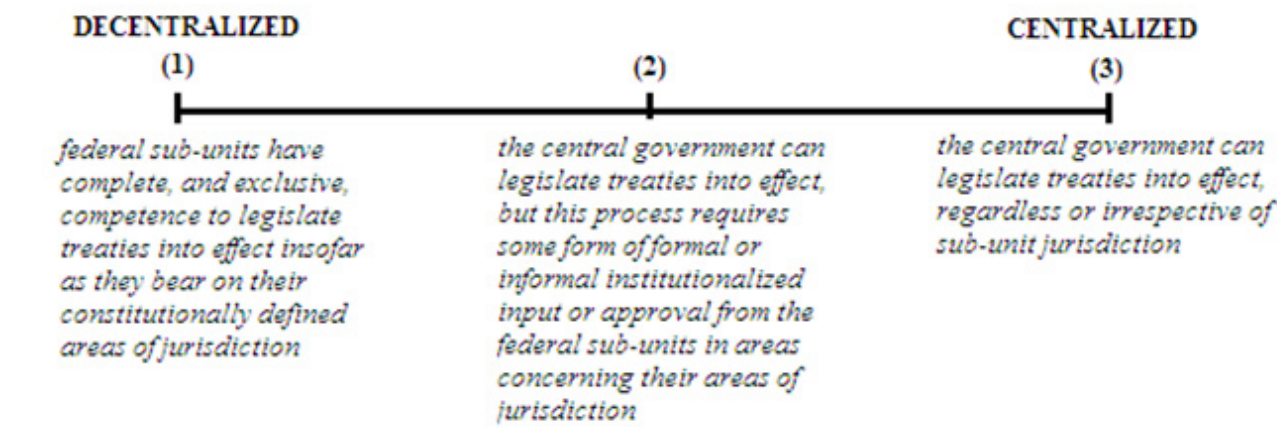 DECENTRALIZED
(1)
federal sub-units have
complete, and exclusive,
competence to legislate
treaties into effect insofar
as they bear on their
constitutionally defined
areas of jurisdiction
(2)
the central government can
legislate treaties into effect,
but this process requires
some form of formal or
informal institutionalized
input or approval from the
federal sub-units in areas
concerning their areas of
jurisdiction
CENTRALIZED
(3)
the central government can
legislate treaties into effect,
regardless or irrespective of
sub-unit jurisdiction